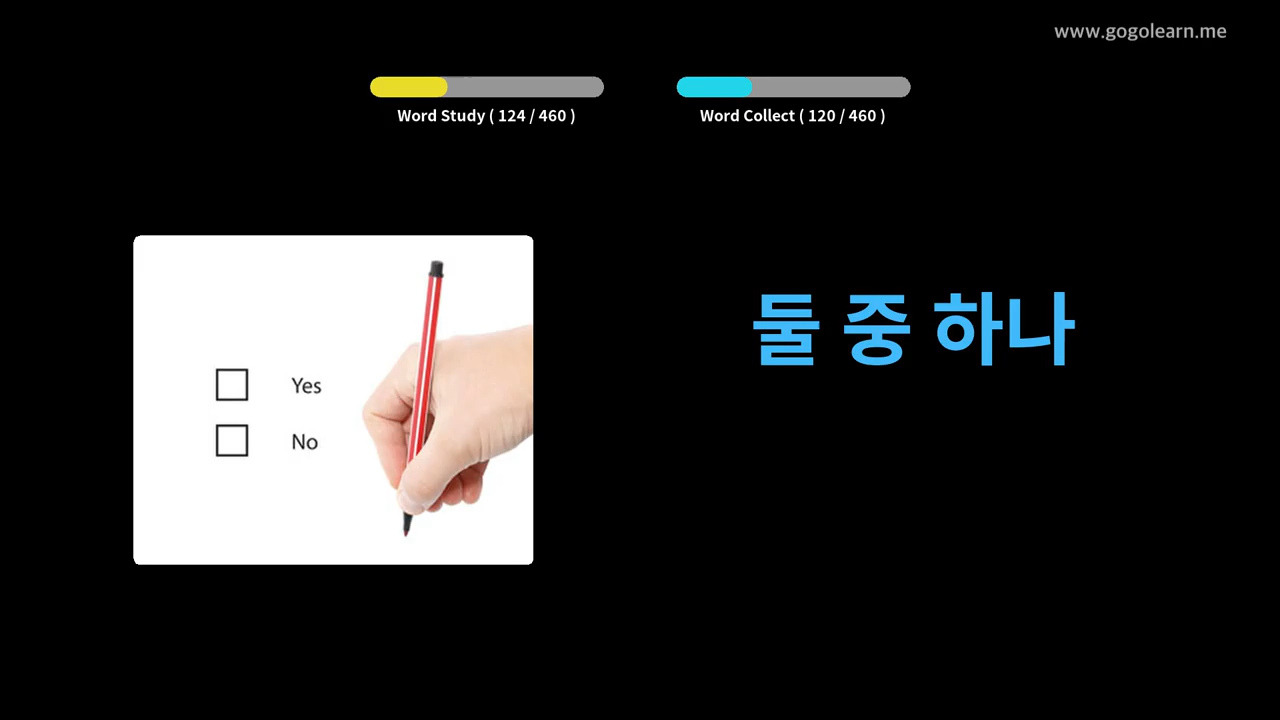 www.gogolearn.me
Word Study ( 124 / 460 )
Word Collect ( 120 / 460 )
둘 중 하나
Yes
No